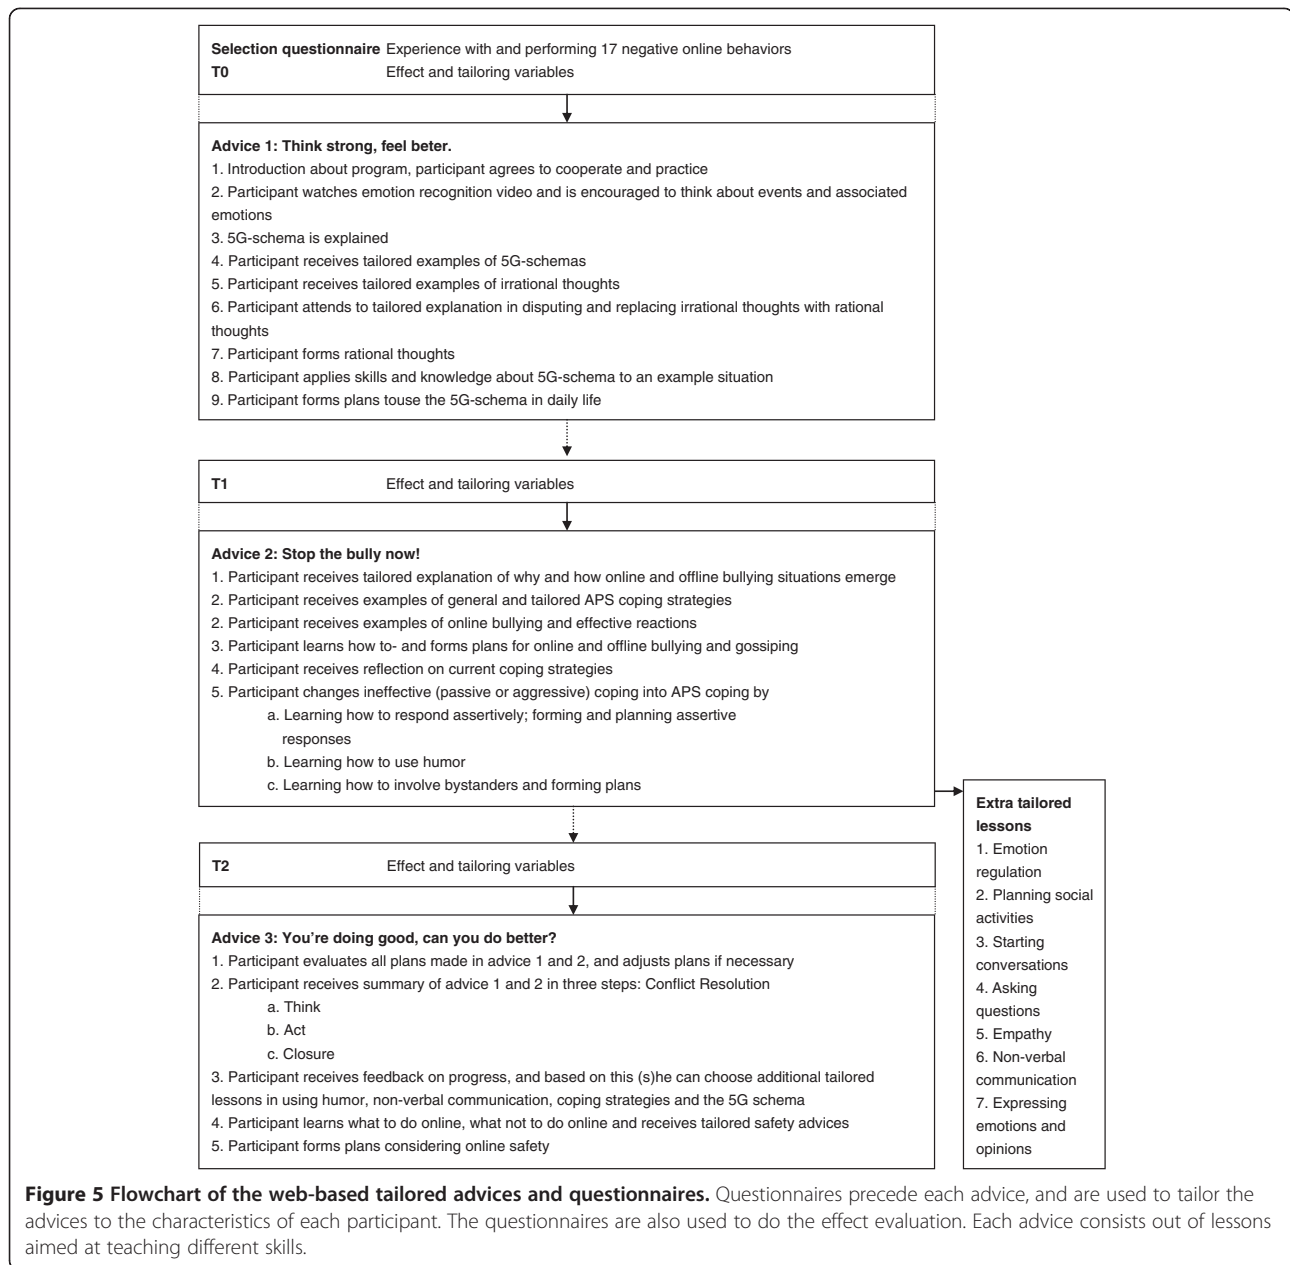 Selection questionnaire Experience with and performing 17 negative online behaviors
T0 Effect and tailoring variables
Advice 1: Think strong, feel beter.
1. Introduction about program, participant agrees to cooperate and practice
2. Participant watches emotion recognition video and is encouraged to think about events and associated
emotions
3. 5G-schema is explained
4. Participant receives tailored examples of 5G-schemas
5. Participant receives tailored examples of irrational thoughts
6. Participant attends to tailored explanation in disputing and replacing irrational thoughts with rational
thoughts
7. Participant forms rational thoughts
8. Participant applies skills and knowledge about 5G-schema to an example situation
9. Participant forms plans touse the 5G-schema in daily life
T1 Effect and tailoring variables
Advice 2: Stop the bully now!
1. Participant receives tailored explanation of why and how online and offline bullying situations emerge
2. Participant receives examples of general and tailored APS coping strategies
2. Participant receives examples of online bullying and effective reactions
3. Participant learns how to- and forms plans for online and offline bullying and gossiping
4. Participant receives reflection on current coping strategies
5. Participant changes ineffective (passive or aggressive) coping into APS coping by
a. Learning how to respond assertively; forming and planning assertive
responses
b. Learning how to use humor
c. Learning how to involve bystanders and forming plans
T2 Effect and tailoring variables
Advice 3: You're doing good, can you do better?
1. Participant evaluates all plans made in advice 1 and 2, and adjusts plans if necessary
2. Participant receives summary of advice 1 and 2 in three steps: Conflict Resolution
a. Think
b. Act
c. Closure
3. Participant receives feedback on progress, and based on this (s)he can choose additional tailored
lessons in using humor, non-verbal communication, coping strategies and the 5G schema
4. Participant learns what to do online, what not to do online and receives tailored safety advices
5. Participant forms plans considering online safety
Extra tailored
lessons
1. Emotion
regulation
2. Planning social
activities
3. Starting
conversations
4. Asking
questions
5. Empathy
6. Non-verbal
communication
7. Expressing
emotions and
opinions
Figure 5 Flowchart of the web-based tailored advices and questionnaires. Questionnaires precede each advice, and are used to tailor the
advices to the characteristics of each participant. The questionnaires are also used to do the effect evaluation. Each advice consists out of lessons
aimed at teaching different skills.